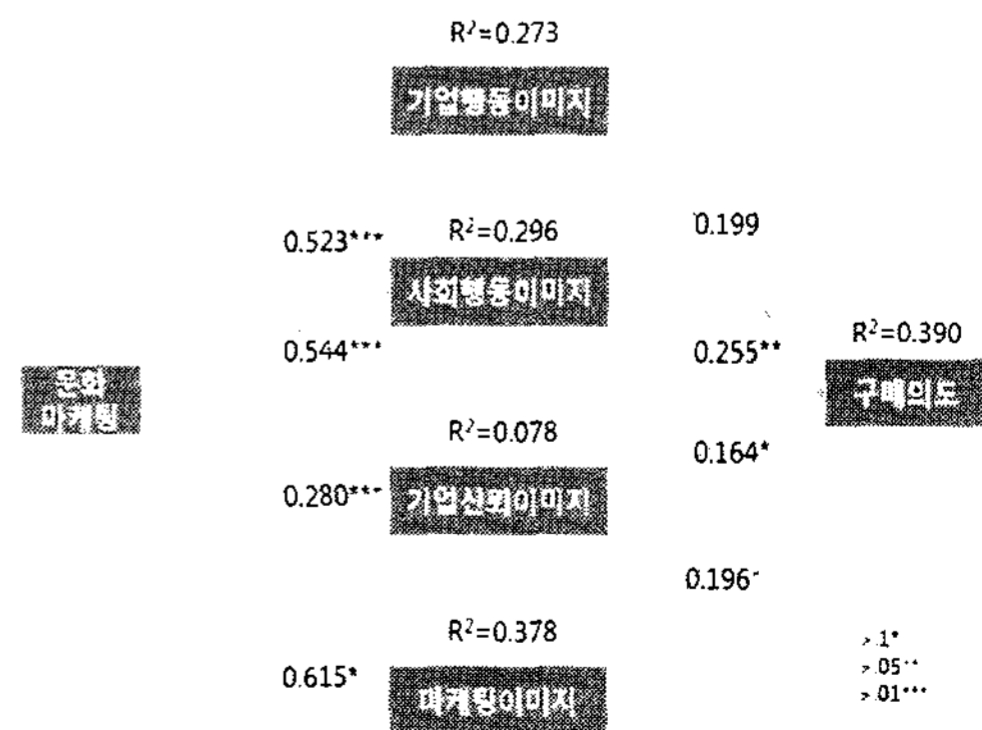 R²=0.273
기업행동이미지
0.523***
R²=0.296
0.199
사회행동이미지
0.544***
0.255**
R²=0.390
문화
마케팅
구매의도
R²=0.078
0.164*
0.280***
기업신뢰이미지
0.196*
R²=0.378
0.615*
마케팅이미지
>.1*
>.05**
>.01***